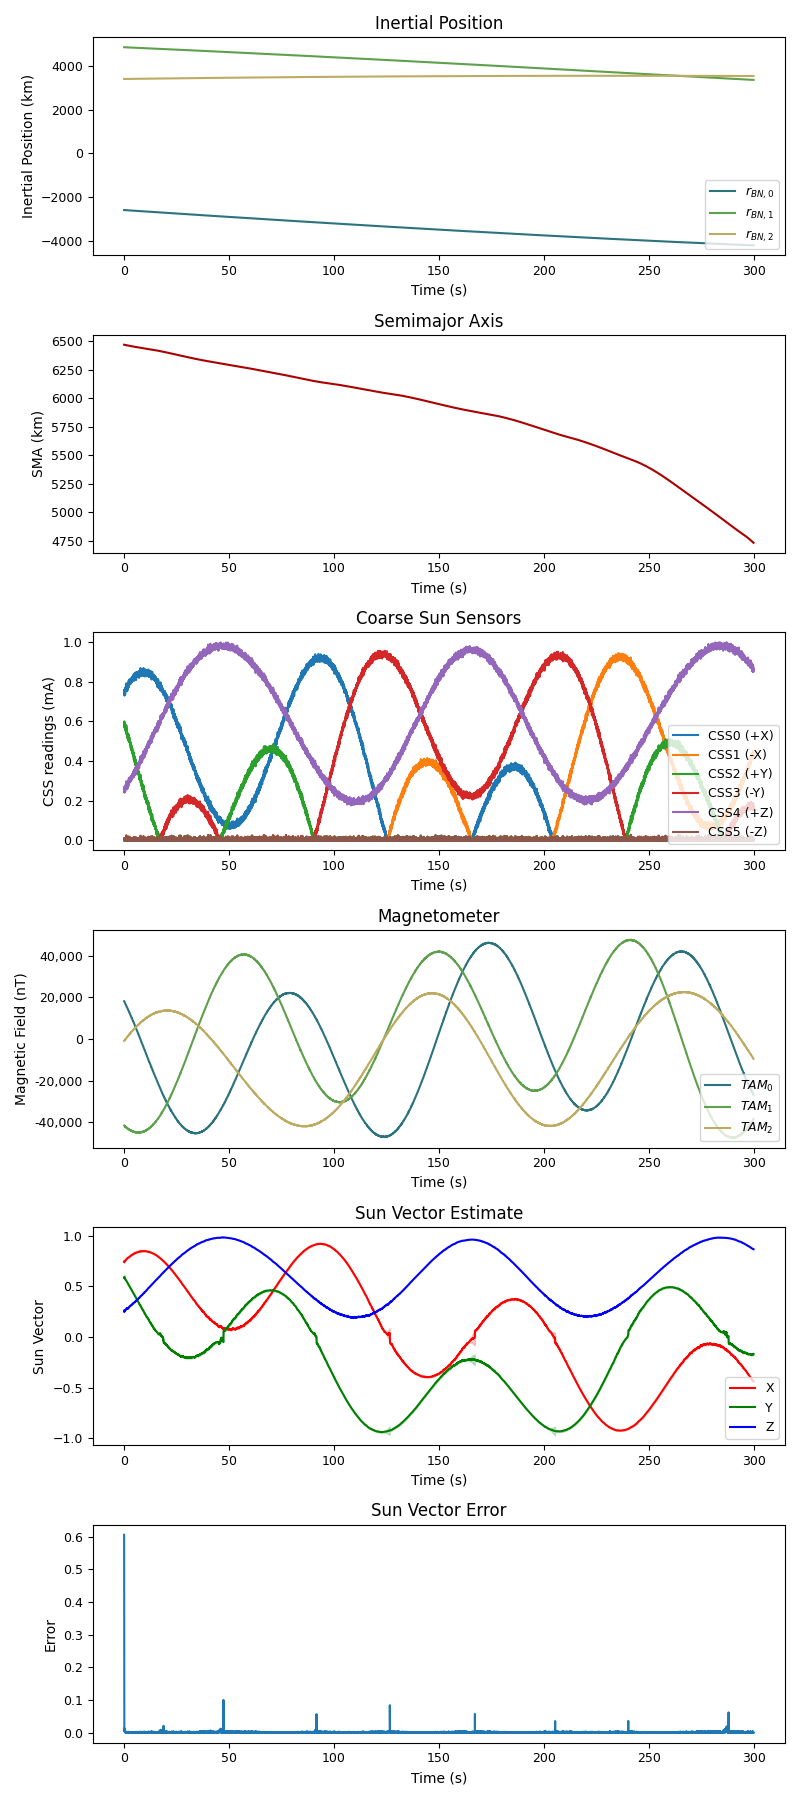 Inertial Position
4000
2000
0
−2000
−4000
Inertial Position (km)
r_{BN,0}
r_{BN,1}
r_{BN,2}
0 50 100 150 200 250 300
Time (s)
Semimajor Axis
6500
6250
6000
5750
5500
5250
5000
4750
SMA (km)
0 50 100 150 200 250 300
Time (s)
Coarse Sun Sensors
1.0
0.8
0.6
0.4
0.2
0.0
CSS readings (mA)
CSS0 (+X)
CSS1 (-X)
CSS2 (+Y)
CSS3 (-Y)
CSS4 (+Z)
CSS5 (-Z)
0 50 100 150 200 250 300
Time (s)
Magnetometer
40,000
20,000
0
-20,000
-40,000
Magnetic Field (nT)
TAM_0
TAM_1
TAM_2
0 50 100 150 200 250 300
Time (s)
Sun Vector Estimate
1.0
0.5
0.0
−0.5
−1.0
Sun Vector
X
Y
Z
0 50 100 150 200 250 300
Time (s)
Sun Vector Error
0.6
0.5
0.4
0.3
0.2
0.1
0.0
Error
0 50 100 150 200 250 300
Time (s)